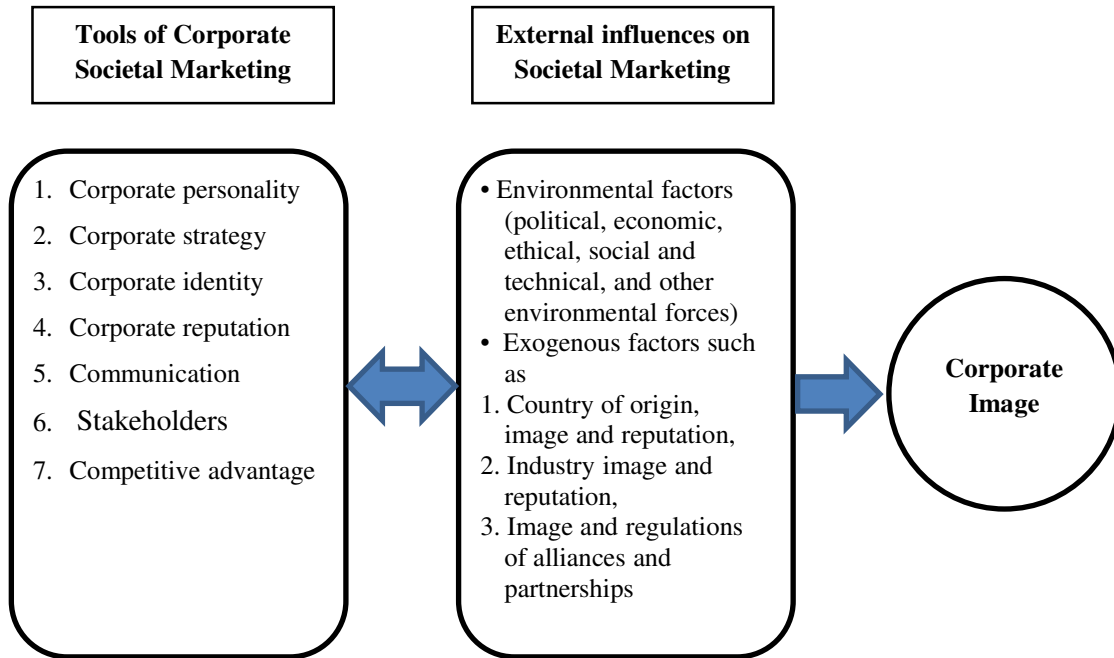 Tools of Corporate
Societal Marketing
External influences on
Societal Marketing
1. Corporate personality
2. Corporate strategy
3. Corporate identity
4. Corporate reputation
5. Communication
6. Stakeholders
7. Competitive advantage
• Environmental factors
(political, economic,
ethical, social and
technical, and other
environmental forces)
• Exogenous factors such
as
1. Country of origin,
image and reputation,
2. Industry image and
reputation,
3. Image and regulations
of alliances and
partnerships
Corporate
Image